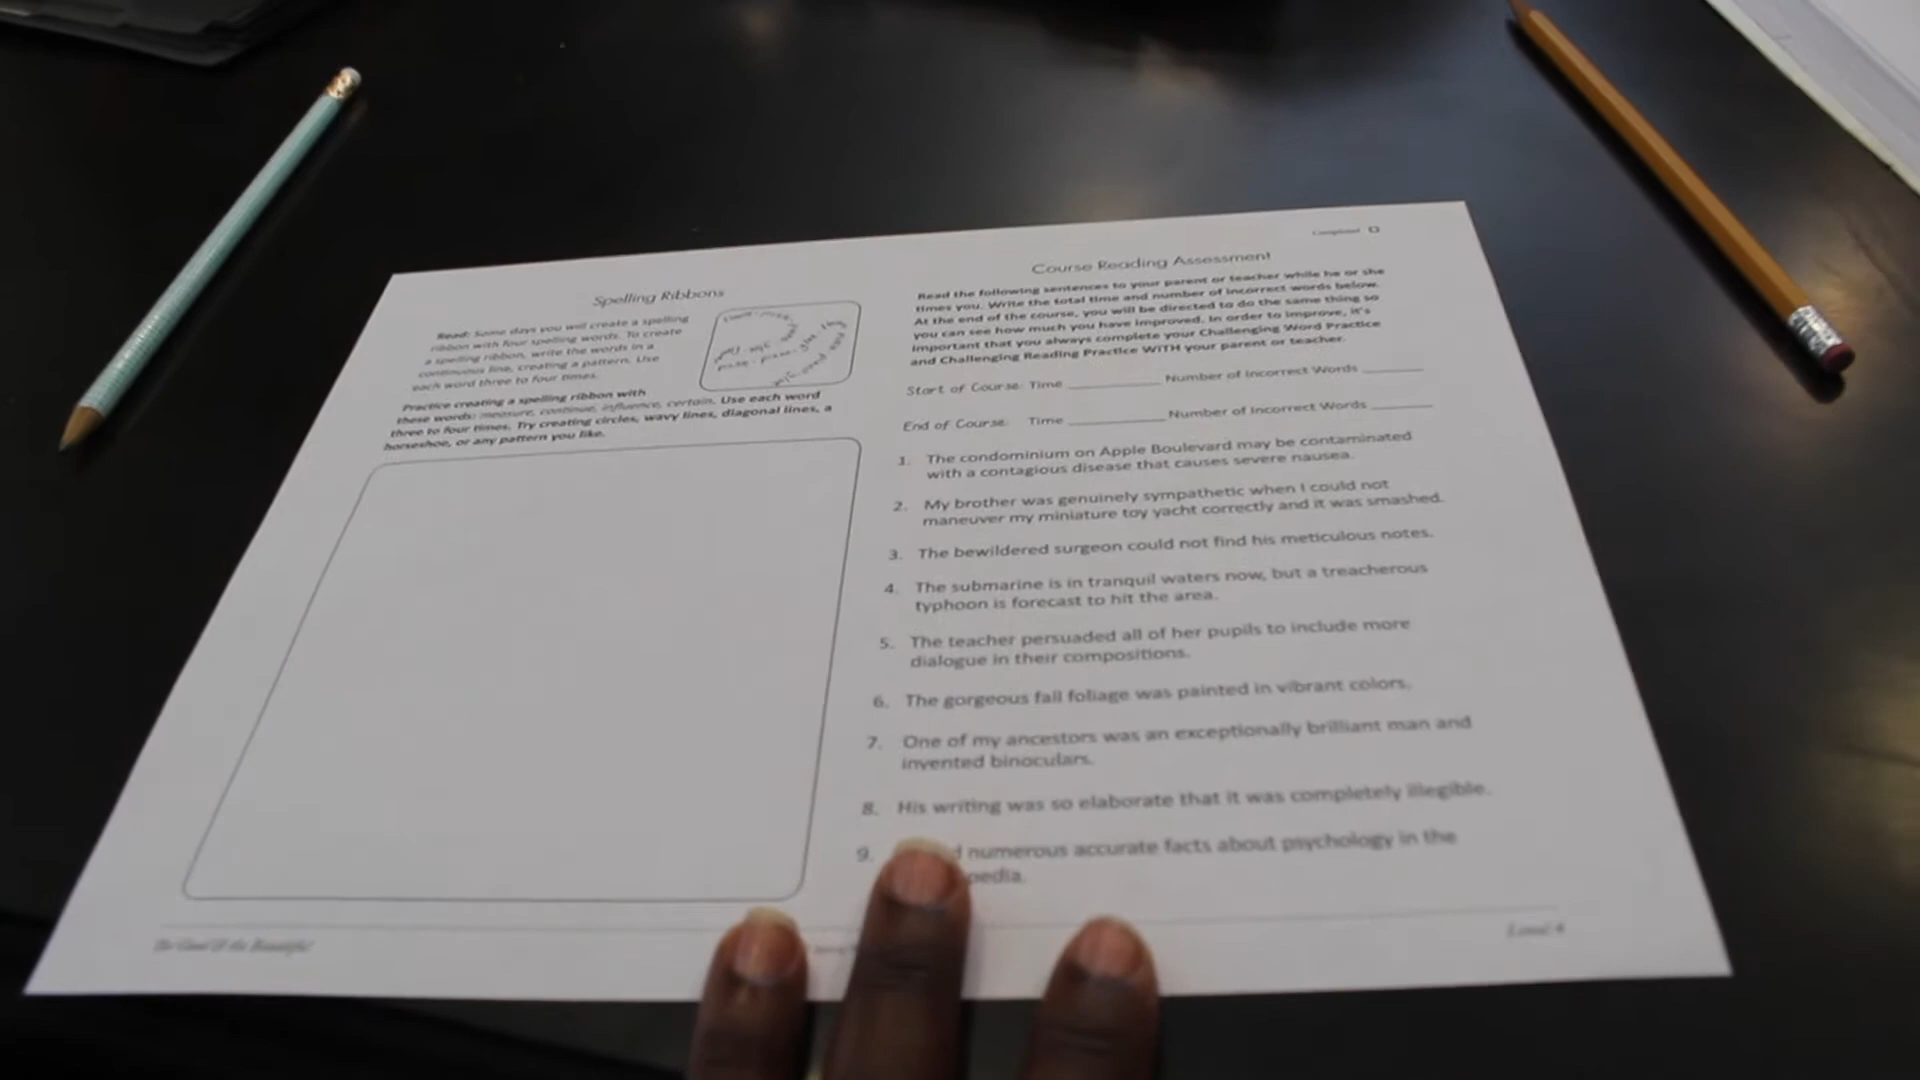 Spelling Ribbons
Read: Some days you will create a spelling
ribbon with four spelling words. To create
a spelling ribbon, write the words in a
continuous line, creating a pattern. Use
each word three to four times.
Practice creating a spelling ribbon with
these words: measure, continue, influence, certain. Use each word
three to four times. Try creating circles, wavy lines, diagonal lines, a
horseshoe, or any pattern you like.
The Good & the Beautiful
Completed
Course Reading Assessment
Read the following sentences to your parent or teacher while he or she
times you. Write the total time and number of incorrect words below.
At the end of the course, you will be directed to do the same thing so
you can see how much you have improved. In order to improve, it's
important that you always complete your Challenging Word Practice
and Challenging Reading Practice WITH your parent or teacher.
Start of Course: Time __________ Number of Incorrect Words ______
End of Course: Time __________ Number of Incorrect Words ______
1. The condominium on Apple Boulevard may be contaminated
with a contagious disease that causes severe nausea.
2. My brother was genuinely sympathetic when I could not
maneuver my miniature toy yacht correctly and it was smashed.
3. The bewildered surgeon could not find his meticulous notes.
4. The submarine is in tranquil waters now, but a treacherous
typhoon is forecast to hit the area.
5. The teacher persuaded all of her pupils to include more
dialogue in their compositions.
6. The gorgeous fall foliage was painted in vibrant colors.
7. One of my ancestors was an exceptionally brilliant man and
invented binoculars.
8. His writing was so elaborate that it was completely illegible.
9. numerous accurate facts about psychology in the
pedia.
Level 4